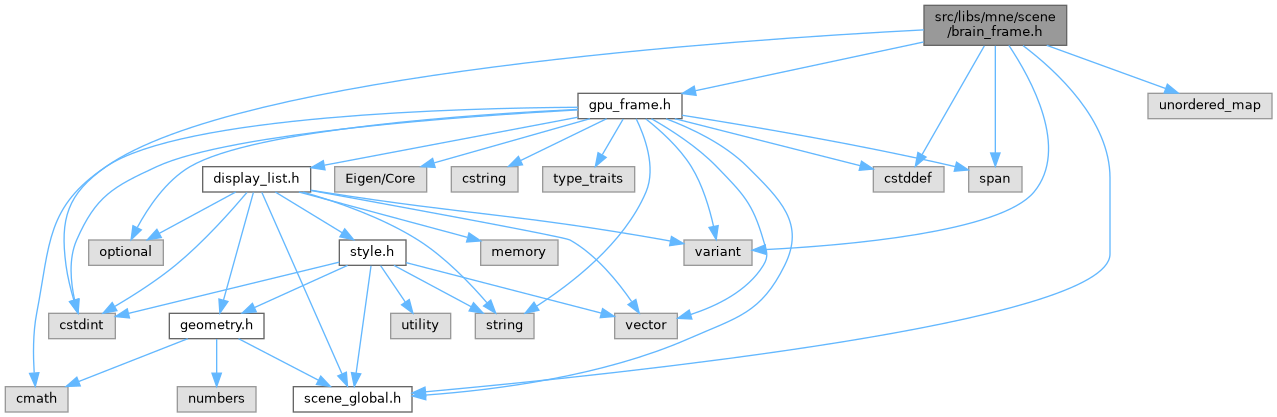 src/libs/mne/scene
/brain_frame.h
gpu_frame.h
unordered_map
display_list.h
Eigen/Core
cstring
type_traits
cstddef
span
optional
style.h
memory
variant
cstdint
geometry.h
utility
string
vector
cmath
numbers
scene_global.h